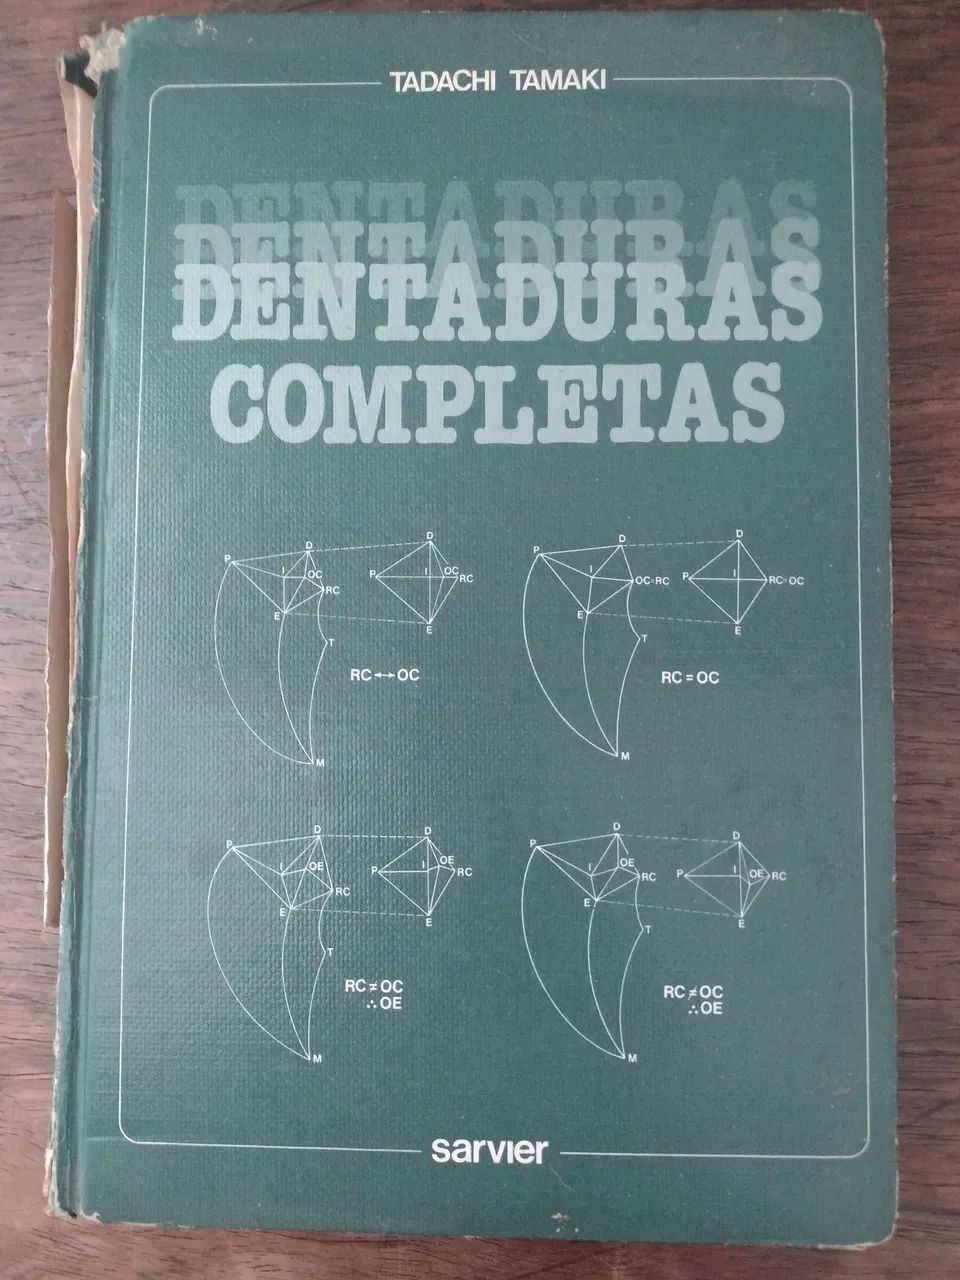 TADACHI TAMAKI
DENTADURAS
DENTADURAS
DENTADURAS
COMPLETAS
P D D
I OC P I OC RC
RC
E E
T
RC↔OC
M
P D D
I OC=RC P I RC=OC
E E
T
RC=OC
M
P D D
I OE P I OE RC
E RC E
T
RC≠OC
∴OE
M
P D D
I OE RC P I OE RC
E E
T
RC≠OC
∴OE
M
sarvier